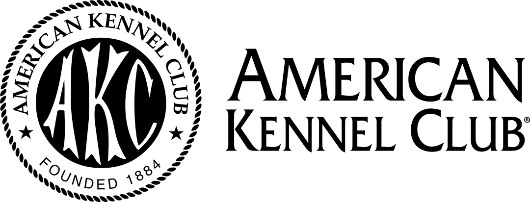 AMERICAN KENNEL CLUB
AKC
★ FOUNDED 1884 ★
AMERICAN
KENNEL CLUB®